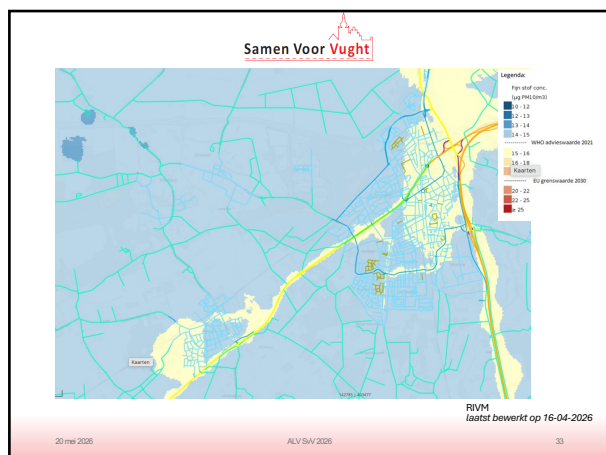 Samen Voor Vught
Legenda:
Fijn stof conc.
(µg PM10/m3)
10 - 12
12 - 13
13 - 14
14 - 15
WHO advieswaarde 2021
15 - 16
16 - 18
Kaarten
EU grenswaarde 2030
20 - 22
22 - 25
≥ 25
Kaarten
RIVM
laatst bewerkt op 16-04-2026
20 mei 2026
ALV SvV 2026
33